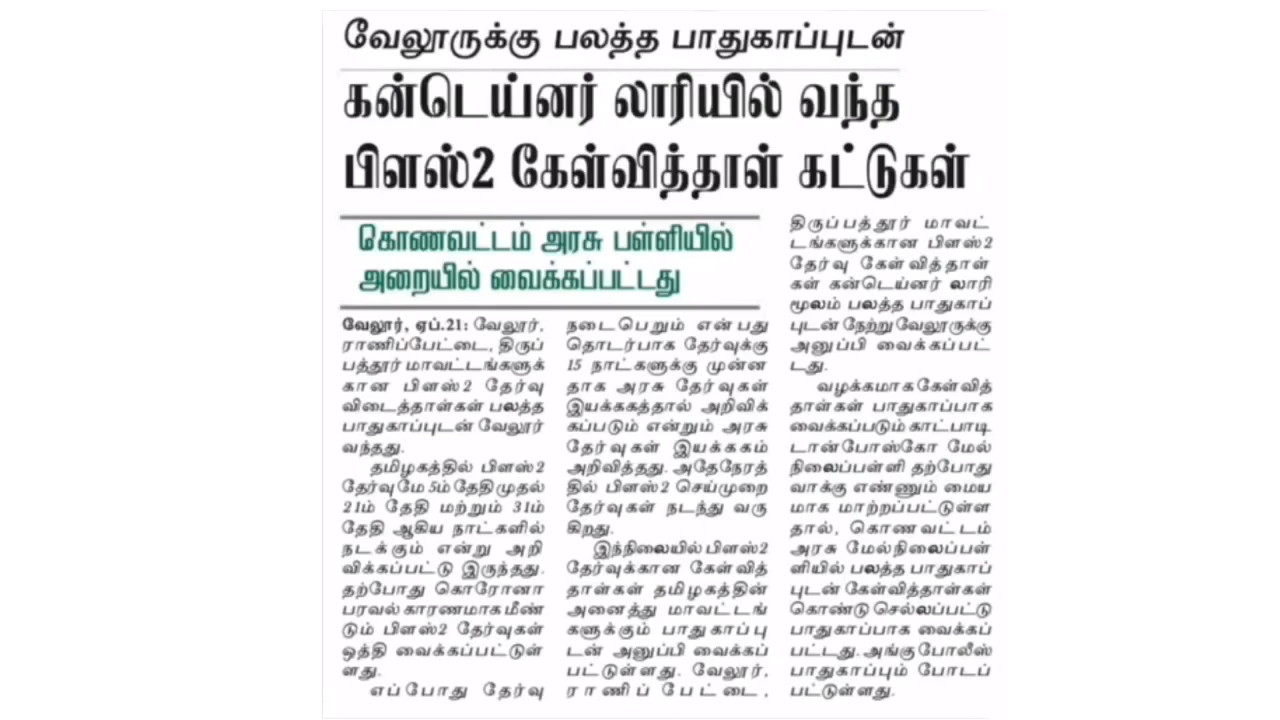 வேலூருக்கு பலத்த பாதுகாப்புடன்
கன்டெய்னர் லாரியில் வந்த
பிளஸ்2 கேள்வித்தாள் கட்டுகள்
கொணவட்டம் அரசு பள்ளியில்
அறையில் வைக்கப்பட்டது
வேலூர், ஏப்.21: வேலூர்,
ராணிப்பேட்டை, திருப்
பத்தூர் மாவட்டங்களுக்
கான பிளஸ்2 தேர்வு
விடைத்தாள்கள் பலத்த
பாதுகாப்புடன் வேலூர்
வந்தது.
தமிழகத்தில் பிளஸ்2
தேர்வு மே 5ம் தேதி முதல்
21ம் தேதி மற்றும் 31ம்
தேதி ஆகிய நாட்களில்
நடக்கும் என்று அறி
விக்கப்பட்டு இருந்தது.
தற்போது கொரோனா
பரவல் காரணமாக மீண்
டும் பிளஸ்2 தேர்வுகள்
ஒத்தி வைக்கப்பட்டுள்
ளது.
எப்போது தேர்வு
நடைபெறும் என்பது
தொடர்பாக தேர்வுக்கு
15 நாட்களுக்கு முன்ன
தாக அரசு தேர்வுகள்
இயக்ககத்தால் அறிவிக்
கப்படும் என்றும் அரசு
தேர்வுகள் இயக்ககம்
அறிவித்தது. அதேநேரத்
தில் பிளஸ்2 செய்முறை
தேர்வுகள் நடந்து வரு
கிறது.
இந்நிலையில் பிளஸ்2
தேர்வுக்கான கேள்வித்
தாள்கள் தமிழகத்தின்
அனைத்து மாவட்டங்
களுக்கும் பாதுகாப்பு
டன் அனுப்பி வைக்கப்
பட்டுள்ளது. வேலூர்,
ராணிப் பேட்டை,
திருப்பத்தூர் மாவட்
டங்களுக்கான பிளஸ்2
தேர்வு கேள்வித்தாள்
கள் கன்டெய்னர் லாரி
மூலம் பலத்த பாதுகாப்
புடன் நேற்று வேலூருக்கு
அனுப்பி வைக்கப்பட்
டது.
வழக்கமாக கேள்வித்
தாள்கள் பாதுகாப்பாக
வைக்கப்படும் காட்பாடி
டான்போஸ்கோ மேல்
நிலைப்பள்ளி தற்போது
வாக்கு எண்ணும் மைய
மாக மாற்றப்பட்டுள்ள
தால், கொணவட்டம்
அரசு மேல்நிலைப்பள்
ளியில் பலத்த பாதுகாப்
புடன் கேள்வித்தாள்கள்
கொண்டு செல்லப்பட்டு
பாதுகாப்பாக வைக்கப்
பட்டது. அங்கு போலீஸ்
பாதுகாப்பும் போடப்
பட்டுள்ளது.